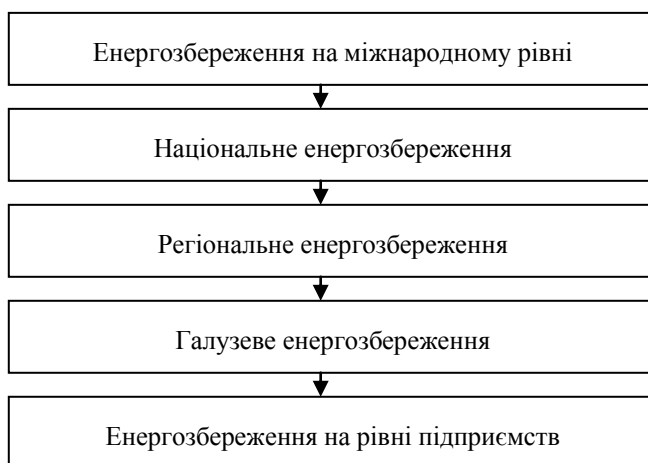 Енергозбереження на міжнародному рівні
Національне енергозбереження
Регіональне енергозбереження
Галузеве енергозбереження
Енергозбереження на рівні підприємств